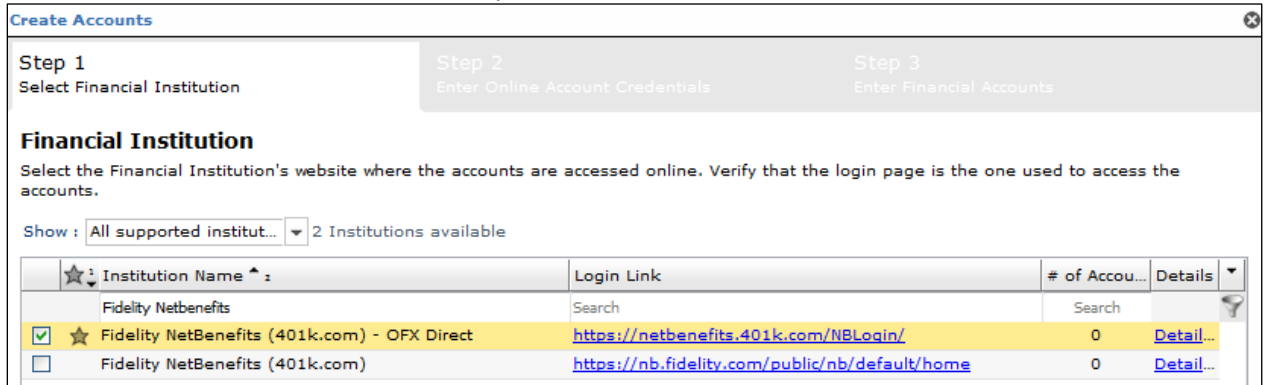 Create Accounts
Step 1
Select Financial Institution
Step 2
Enter Online Account Credentials
Step 3
Enter Financial Accounts
Financial Institution
Select the Financial Institution's website where the accounts are accessed online. Verify that the login page is the one used to access the
accounts.
Show : All supported institut... 2 Institutions available
1 Institution Name 2 Login Link # of Accou... Details
Fidelity Netbenefits Search Search
Fidelity NetBenefits (401k.com) - OFX Direct https://netbenefits.401k.com/NBLogin/ 0 Detail...
Fidelity NetBenefits (401k.com) https://nb.fidelity.com/public/nb/default/home 0 Detail...